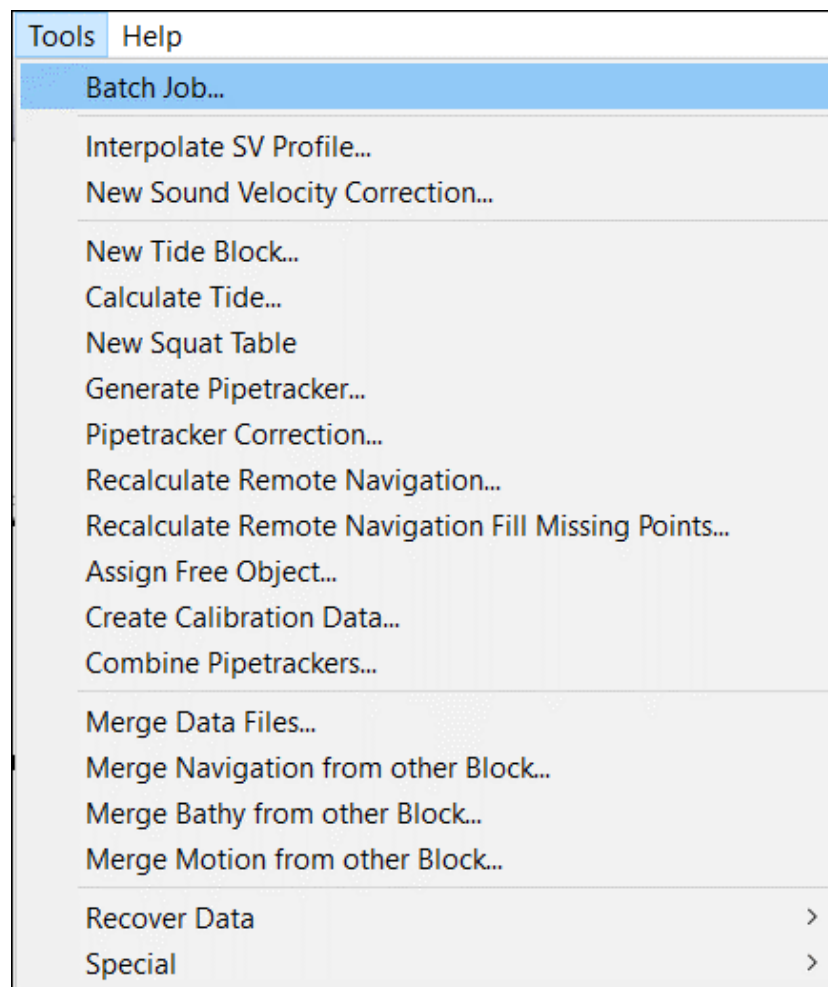 Tools Help
Batch Job...
Interpolate SV Profile...
New Sound Velocity Correction...
New Tide Block...
Calculate Tide...
New Squat Table
Generate Pipetracker...
Pipetracker Correction...
Recalculate Remote Navigation...
Recalculate Remote Navigation Fill Missing Points...
Assign Free Object...
Create Calibration Data...
Combine Pipetrackers...
Merge Data Files...
Merge Navigation from other Block...
Merge Bathy from other Block...
Merge Motion from other Block...
Recover Data
Special